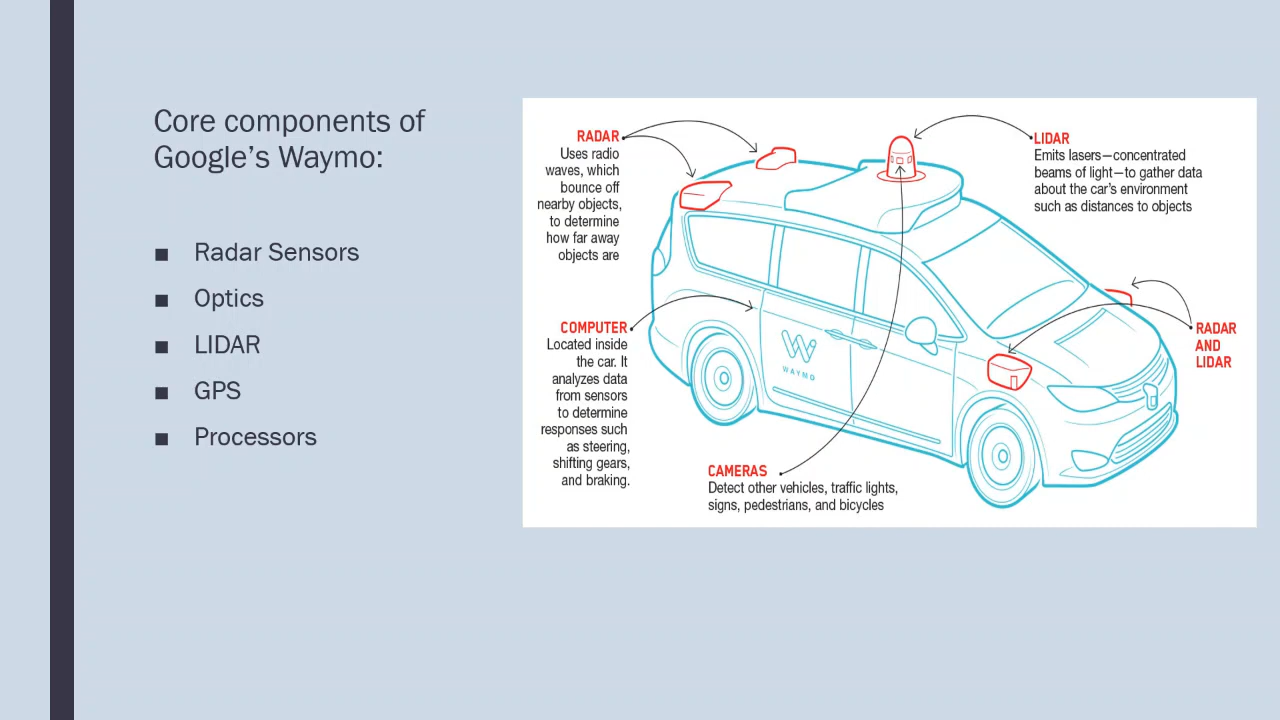 Core components of
Google's Waymo:
■ Radar Sensors
■ Optics
■ LIDAR
■ GPS
■ Processors
RADAR
Uses radio
waves, which
bounce off
nearby objects,
to determine
how far away
objects are
LIDAR
Emits lasers—concentrated
beams of light—to gather data
about the car's environment
such as distances to objects
COMPUTER
Located inside
the car. It
analyzes data
from sensors
to determine
responses such
as steering,
shifting gears,
and braking.
WAYMO
RADAR
AND
LIDAR
CAMERAS
Detect other vehicles, traffic lights,
signs, pedestrians, and bicycles